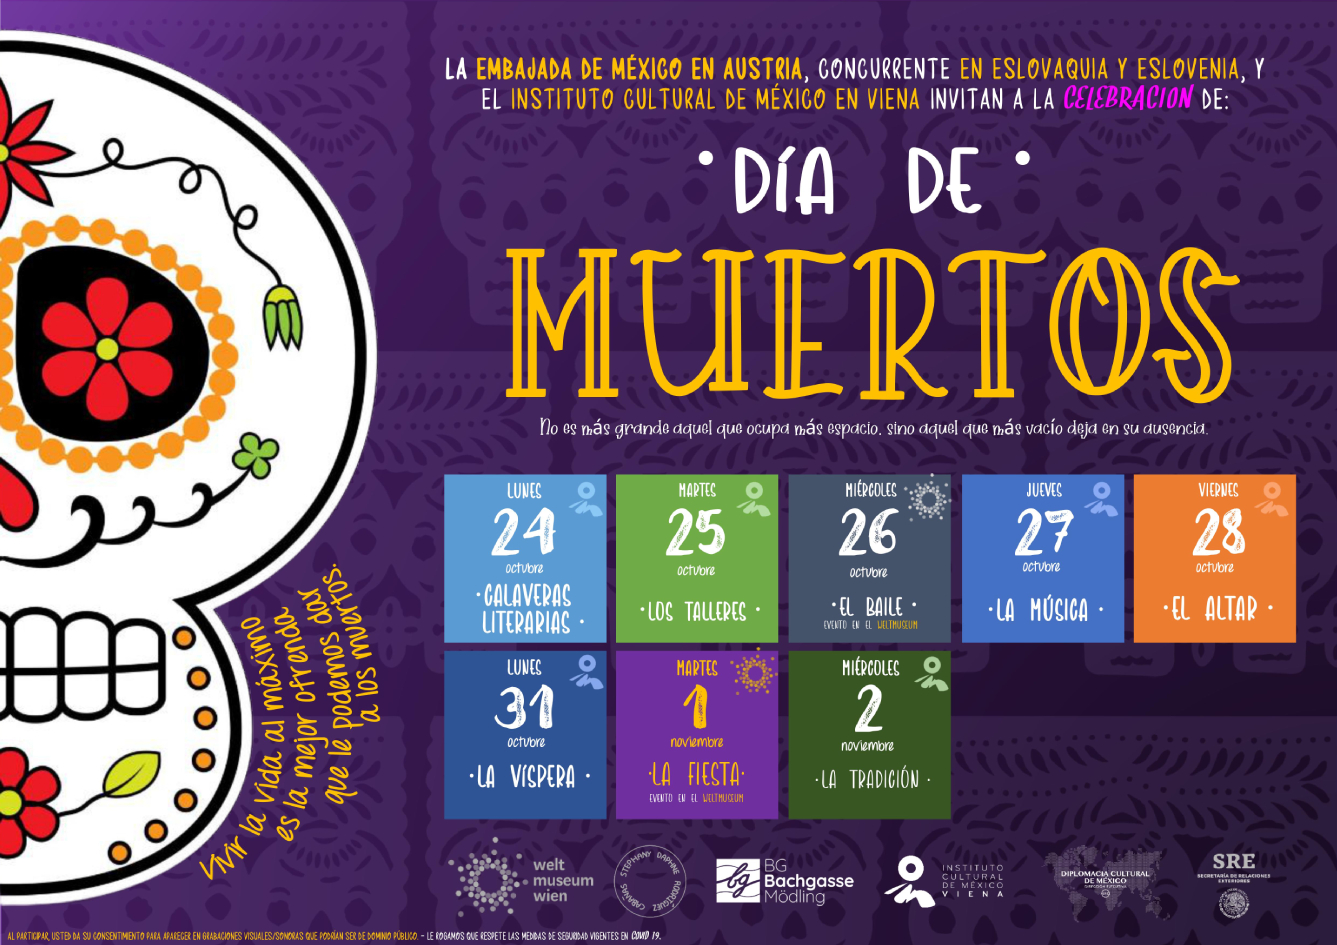 LA EMBAJADA DE MÉXICO EN AUSTRIA, CONCURRENTE EN ESLOVAQUIA Y ESLOVENIA, Y
EL INSTITUTO CULTURAL DE MÉXICO EN VIENA INVITAN A LA CELEBRACION DE:
• DÍA DE •
MUERTOS
No es más grande aquel que ocupa más espacio, sino aquel que más vacío deja en su ausencia.
LUNES
24
octubre
• CALAVERAS
LITERARIAS •
MARTES
25
octubre
• LOS TALLERES •
MIÉRCOLES
26
octubre
• EL BAILE •
EVENTO EN EL WELTMUSEUM
JUEVES
27
octubre
• LA MÚSICA •
VIERNES
28
octubre
• EL ALTAR •
LUNES
31
octubre
• LA VÍSPERA •
MARTES
1
noviembre
• LA FIESTA •
EVENTO EN EL WELTMUSEUM
MIÉRCOLES
2
noviembre
• LA TRADICIÓN •
Vivir la vida al máximo
es la mejor ofrenda
que le podemos dar
a los muertos.
welt
museum
wien
STEPHANY DAPHNE RODRIGUEZ CABAÑAS
bg
BG
Bachgasse
Mödling
INSTITUTO
CULTURAL
DE MÉXICO
VIENA
DIPLOMACIA CULTURAL
DE MÉXICO
SRE
SECRETARÍA DE RELACIONES
EXTERIORES
AL PARTICIPAR, USTED DA SU CONSENTIMIENTO PARA APARECER EN GRABACIONES VISUALES/SONORAS QUE PODRÍAN SER DE DOMINIO PÚBLICO. - LE ROGAMOS QUE RESPETE LAS MEDIDAS DE SEGURIDAD VIGENTES EN COVID 19.